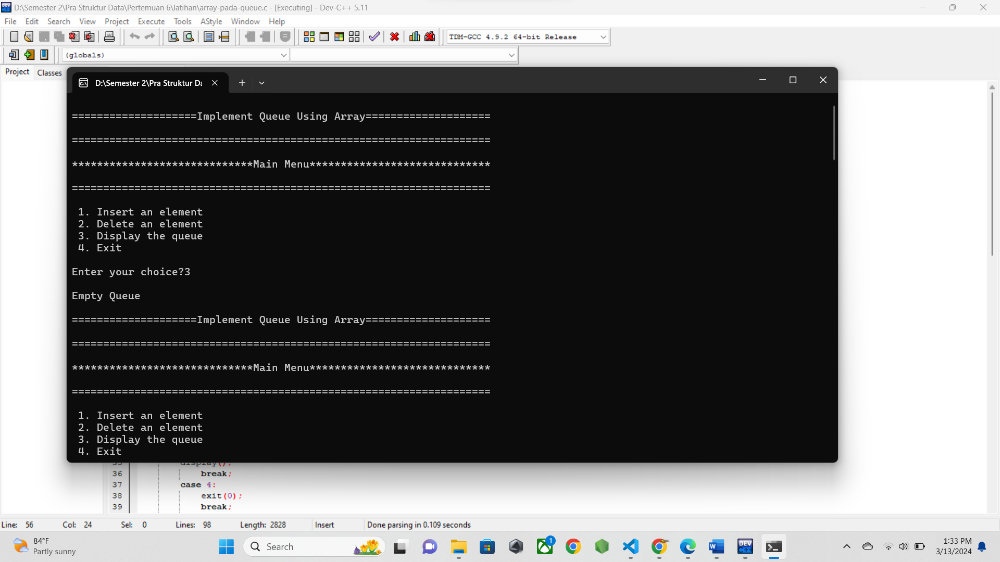 D:\Semester 2\Pra Struktur Data\Pertemuan 6\latihan\array-pada-queue.c - [Executing] - Dev-C++ 5.11
File Edit Search View Project Execute Tools AStyle Window Help
TDM-GCC 4.9.2 64-bit Release
(globals)
Project Classes
D:\Semester 2\Pra Struktur Da
====================Implement Queue Using Array====================
===================================================================
*****************************Main Menu*****************************
===================================================================
1. Insert an element
2. Delete an element
3. Display the queue
4. Exit
Enter your choice?3
Empty Queue
====================Implement Queue Using Array====================
===================================================================
*****************************Main Menu*****************************
===================================================================
1. Insert an element
2. Delete an element
3. Display the queue
4. Exit
35 display();
36 break;
37 case 4:
38 exit(0);
39 break;
Line: 56 Col: 24 Sel: 0 Lines: 98 Length: 2828 Insert Done parsing in 0.109 seconds
84°F
Partly sunny
Search
1
DEV
C++
1:33 PM
3/13/2024